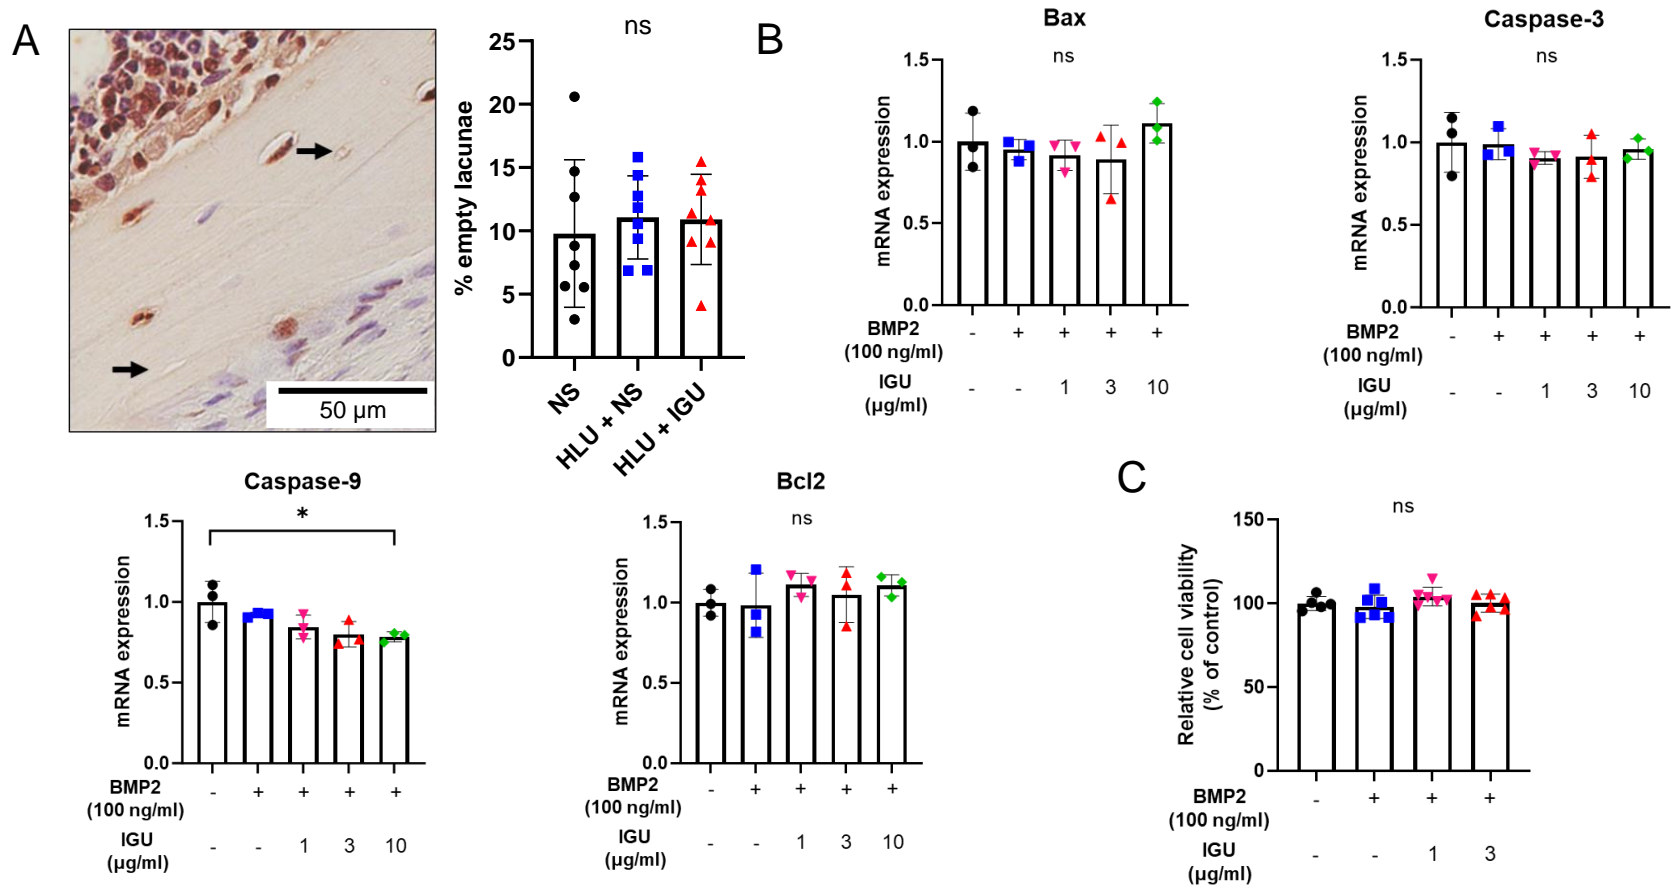 A
50 μm
ns
% empty lacunae
25
20
15
10
5
0
NS
HLU + NS
HLU + IGU
B
Bax
ns
mRNA expression
1.5
1.0
0.5
0.0
BMP2 - + + + +
(100 ng/ml)
IGU - - 1 3 10
(μg/ml)
Caspase-3
ns
mRNA expression
1.5
1.0
0.5
0.0
BMP2 - + + + +
(100 ng/ml)
IGU - - 1 3 10
(μg/ml)
Caspase-9
*
mRNA expression
1.5
1.0
0.5
0.0
BMP2 - + + + +
(100 ng/ml)
IGU - - 1 3 10
(μg/ml)
Bcl2
ns
mRNA expression
1.5
1.0
0.5
0.0
BMP2 - + + + +
(100 ng/ml)
IGU - - 1 3 10
(μg/ml)
C
ns
Relative cell viability
(% of control)
150
100
50
0
BMP2 - + + +
(100 ng/ml)
IGU - - 1 3
(μg/ml)